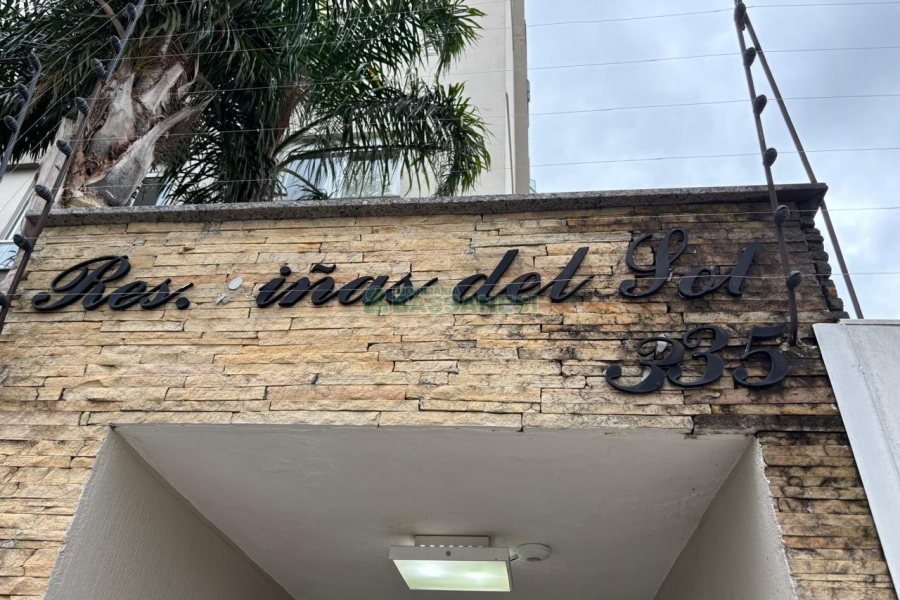 Res. iñas del Sol
335